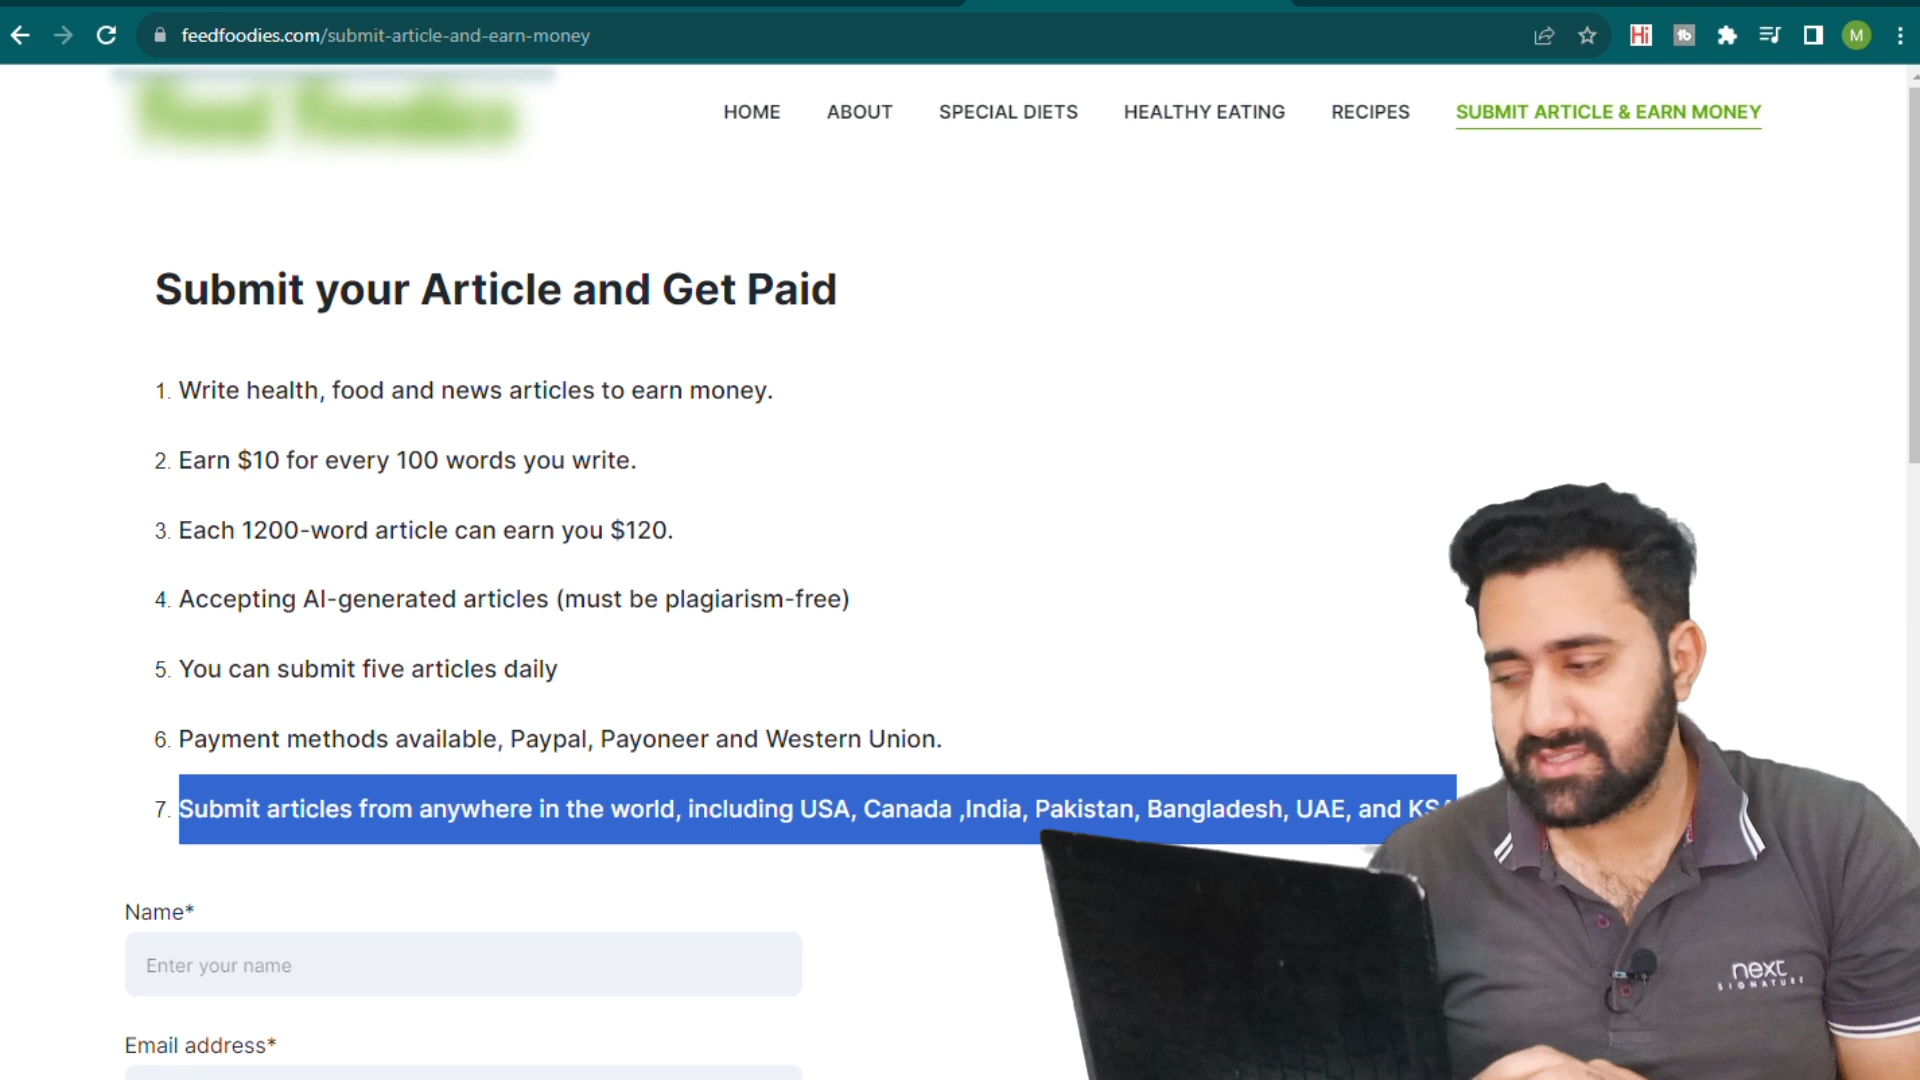 feedfoodies.com/submit-article-and-earn-money
Hi
tb
M
HOME ABOUT SPECIAL DIETS HEALTHY EATING RECIPES SUBMIT ARTICLE & EARN MONEY
Submit your Article and Get Paid
1. Write health, food and news articles to earn money.
2. Earn $10 for every 100 words you write.
3. Each 1200-word article can earn you $120.
4. Accepting AI-generated articles (must be plagiarism-free)
5. You can submit five articles daily
6. Payment methods available, Paypal, Payoneer and Western Union.
7. Submit articles from anywhere in the world, including USA, Canada ,India, Pakistan, Bangladesh, UAE, and KSA
Name*
Enter your name
next
SIGNATURE
Email address*